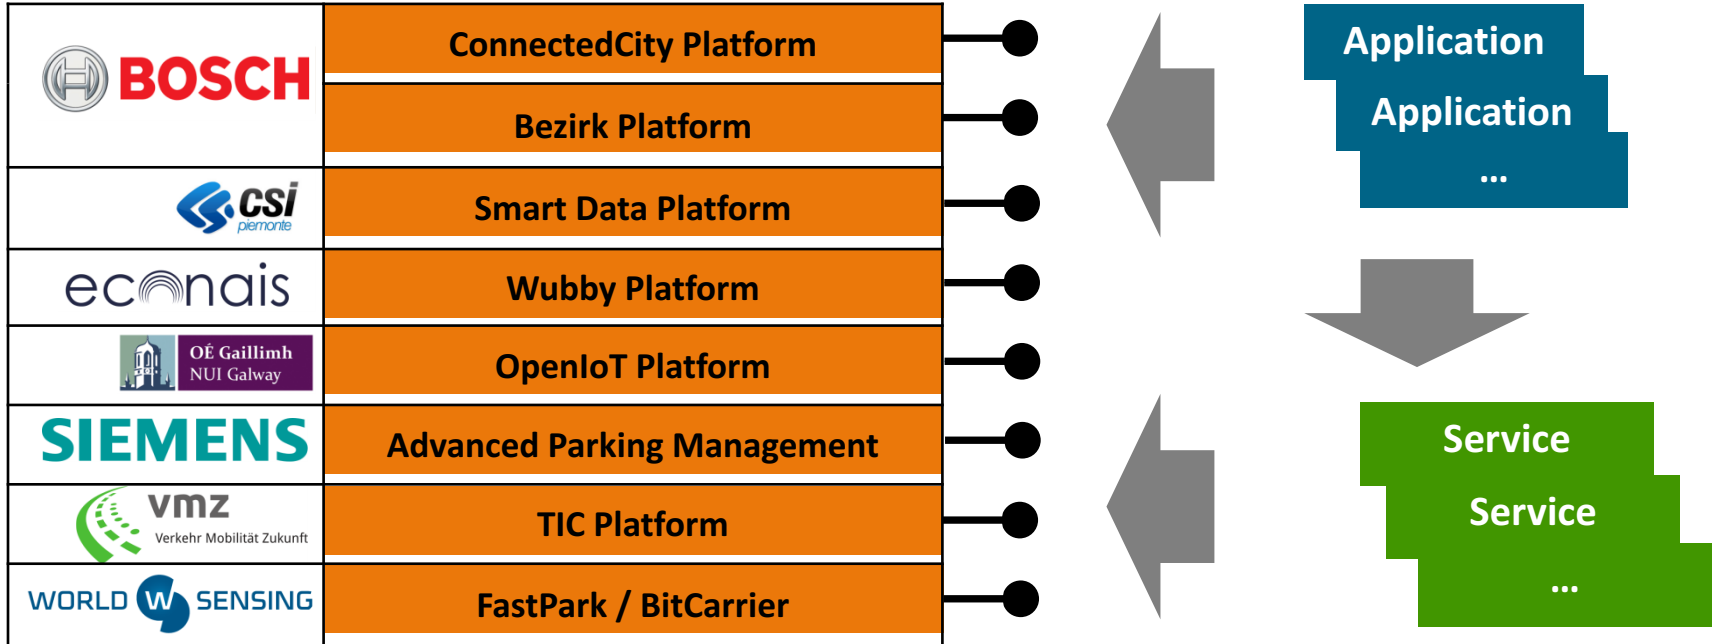 BOSCH
ConnectedCity Platform
Bezirk Platform
csi
piemonte
Smart Data Platform
econais
Wubby Platform
OÉ Gaillimh
NUI Galway
OpenIoT Platform
SIEMENS
Advanced Parking Management
vmz
Verkehr Mobilität Zukunft
TIC Platform
WORLD W SENSING
FastPark / BitCarrier
Application
Application
...
Service
Service
...